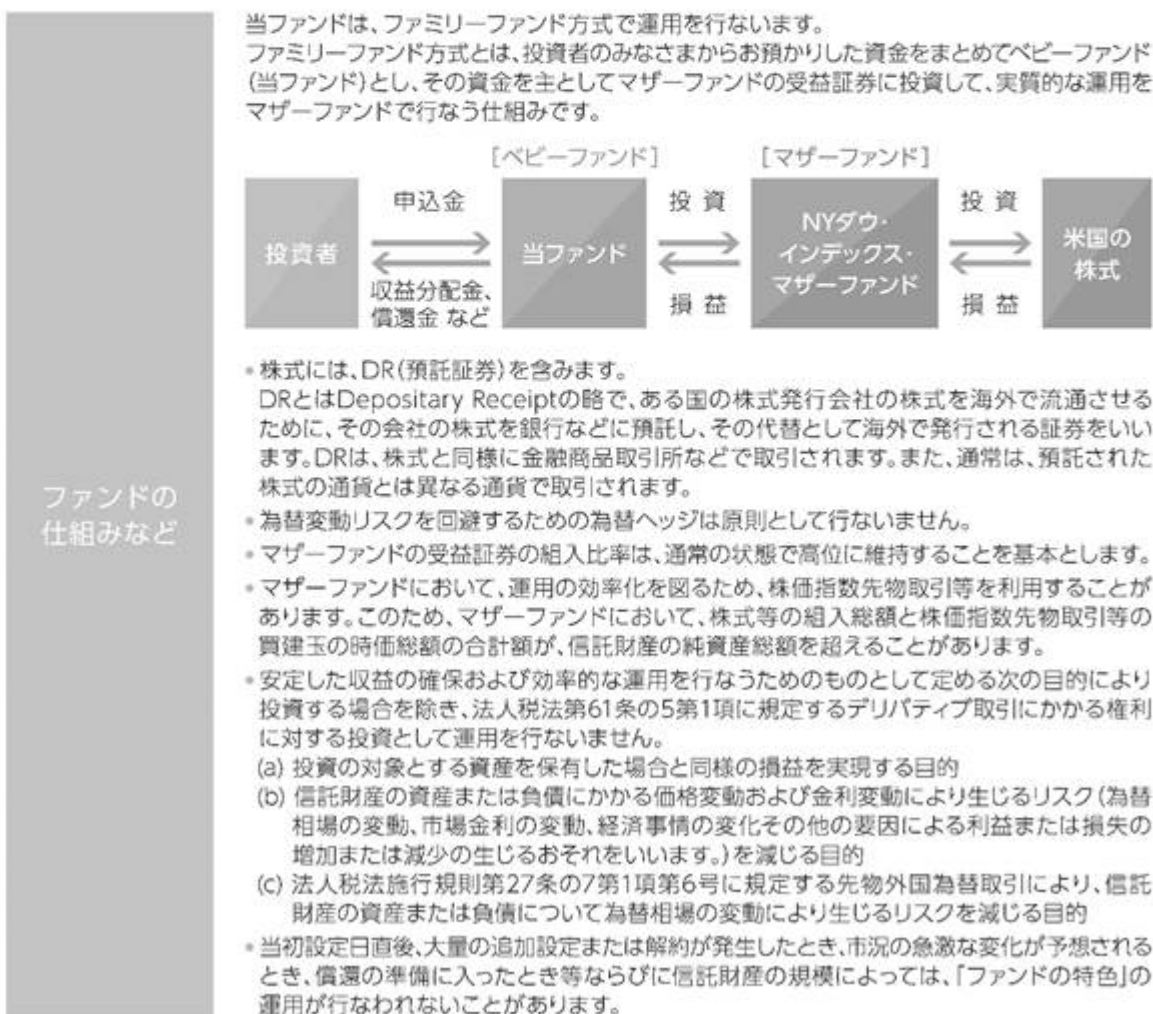 当ファンドは、ファミリーファンド方式で運用を行ないます。
ファミリーファンド方式とは、投資者のみなさまからお預かりした資金をまとめてベビーファンド
(当ファンド)とし、その資金を主としてマザーファンドの受益証券に投資して、実質的な運用を
マザーファンドで行なう仕組みです。
[ベビーファンド]
[マザーファンド]
投資者
申込金
収益分配金、
償還金 など
当ファンド
投 資
損 益
NYダウ・
インデックス・
マザーファンド
投 資
損 益
米国の
株式
ファンドの
仕組みなど
• 株式には、DR(預託証券)を含みます。
DRとはDepositary Receiptの略で、ある国の株式発行会社の株式を海外で流通させる
ために、その会社の株式を銀行などに預託し、その代替として海外で発行される証券をいい
ます。DRは、株式と同様に金融商品取引所などで取引されます。また、通常は、預託された
株式の通貨とは異なる通貨で取引されます。
• 為替変動リスクを回避するための為替ヘッジは原則として行ないません。
• マザーファンドの受益証券の組入比率は、通常の状態で高位に維持することを基本とします。
• マザーファンドにおいて、運用の効率化を図るため、株価指数先物取引等を利用することが
あります。このため、マザーファンドにおいて、株式等の組入総額と株価指数先物取引等の
買建玉の時価総額の合計額が、信託財産の純資産総額を超えることがあります。
• 安定した収益の確保および効率的な運用を行なうためのものとして定める次の目的により
投資する場合を除き、法人税法第61条の5第1項に規定するデリバティブ取引にかかる権利
に対する投資として運用を行ないません。
(a) 投資の対象とする資産を保有した場合と同様の損益を実現する目的
(b) 信託財産の資産または負債にかかる価格変動および金利変動により生じるリスク(為替
相場の変動、市場金利の変動、経済事情の変化その他の要因による利益または損失の
増加または減少の生じるおそれをいいます。)を減じる目的
(c) 法人税法施行規則第27条の7第1項第6号に規定する先物外国為替取引により、信託
財産の資産または負債について為替相場の変動により生じるリスクを減じる目的
• 当初設定日直後、大量の追加設定または解約が発生したとき、市況の急激な変化が予想される
とき、償還の準備に入ったとき等ならびに信託財産の規模によっては、「ファンドの特色」の
運用が行なわれないことがあります。